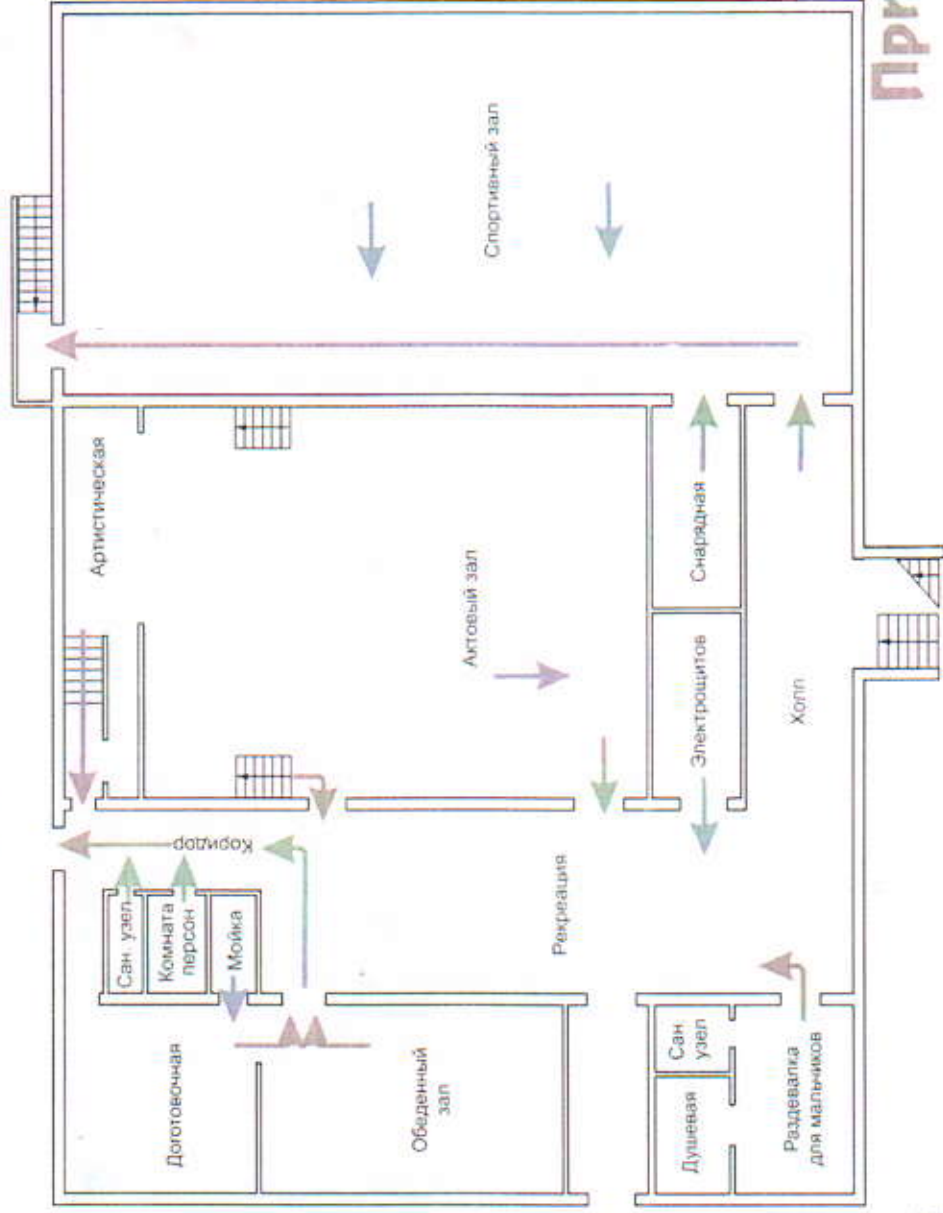 При
Спортивный зал
Артистическая
Актовый зал
Снарядная
Электрощитов
Холл
Коридор
Сан. узел
Комната
персон
Мойка
Рекреация
Доготовочная
Обеденный
зал
Сан
узел
Душевая
Раздевалка
для мальчиков